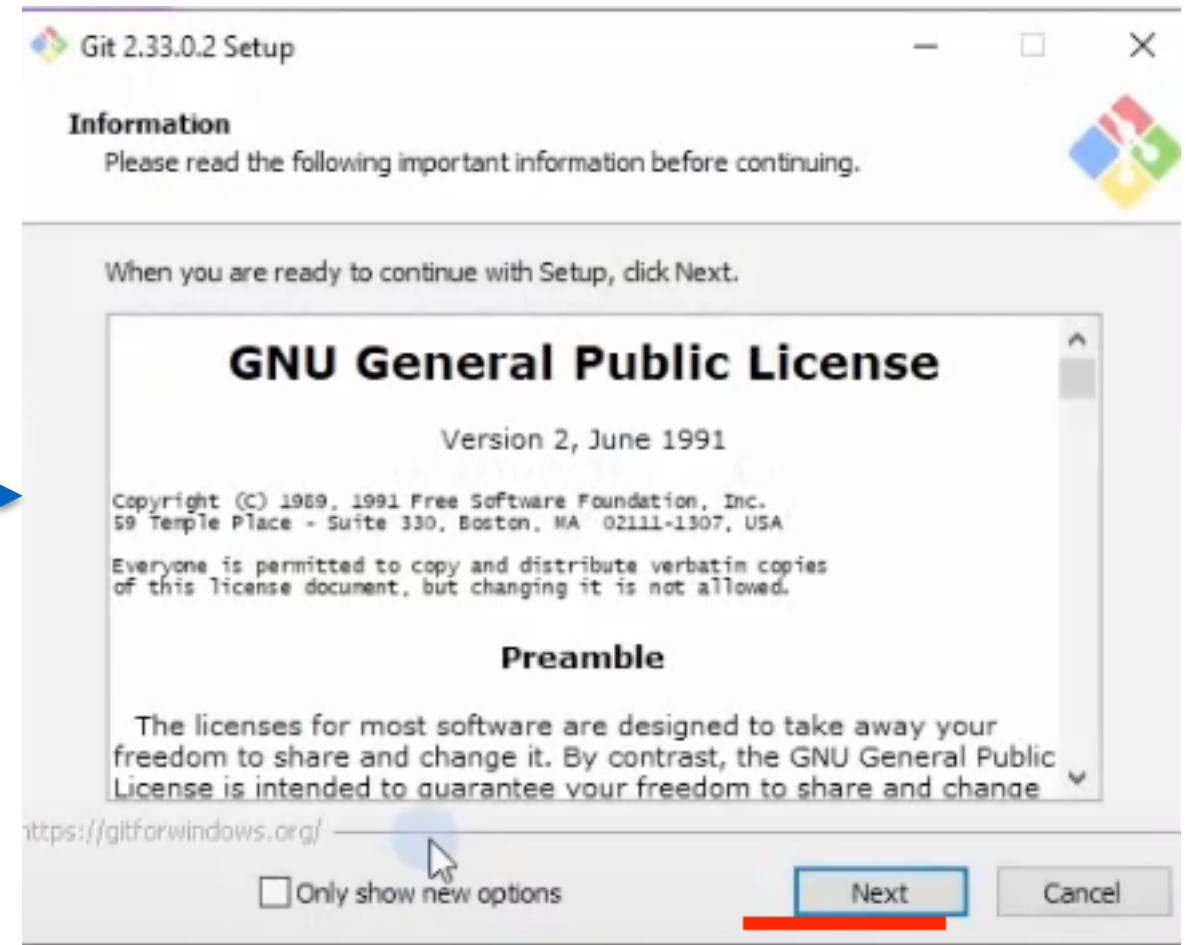 Git 2.33.0.2 Setup
Information
Please read the following important information before continuing.
When you are ready to continue with Setup, click Next.
GNU General Public License
Version 2, June 1991
Copyright (C) 1989, 1991 Free Software Foundation, Inc.
59 Temple Place - Suite 330, Boston, MA 02111-1307, USA
Everyone is permitted to copy and distribute verbatim copies
of this license document, but changing it is not allowed.
Preamble
The licenses for most software are designed to take away your
freedom to share and change it. By contrast, the GNU General Public
License is intended to guarantee your freedom to share and change
https://gitforwindows.org/
Only show new options
Next
Cancel